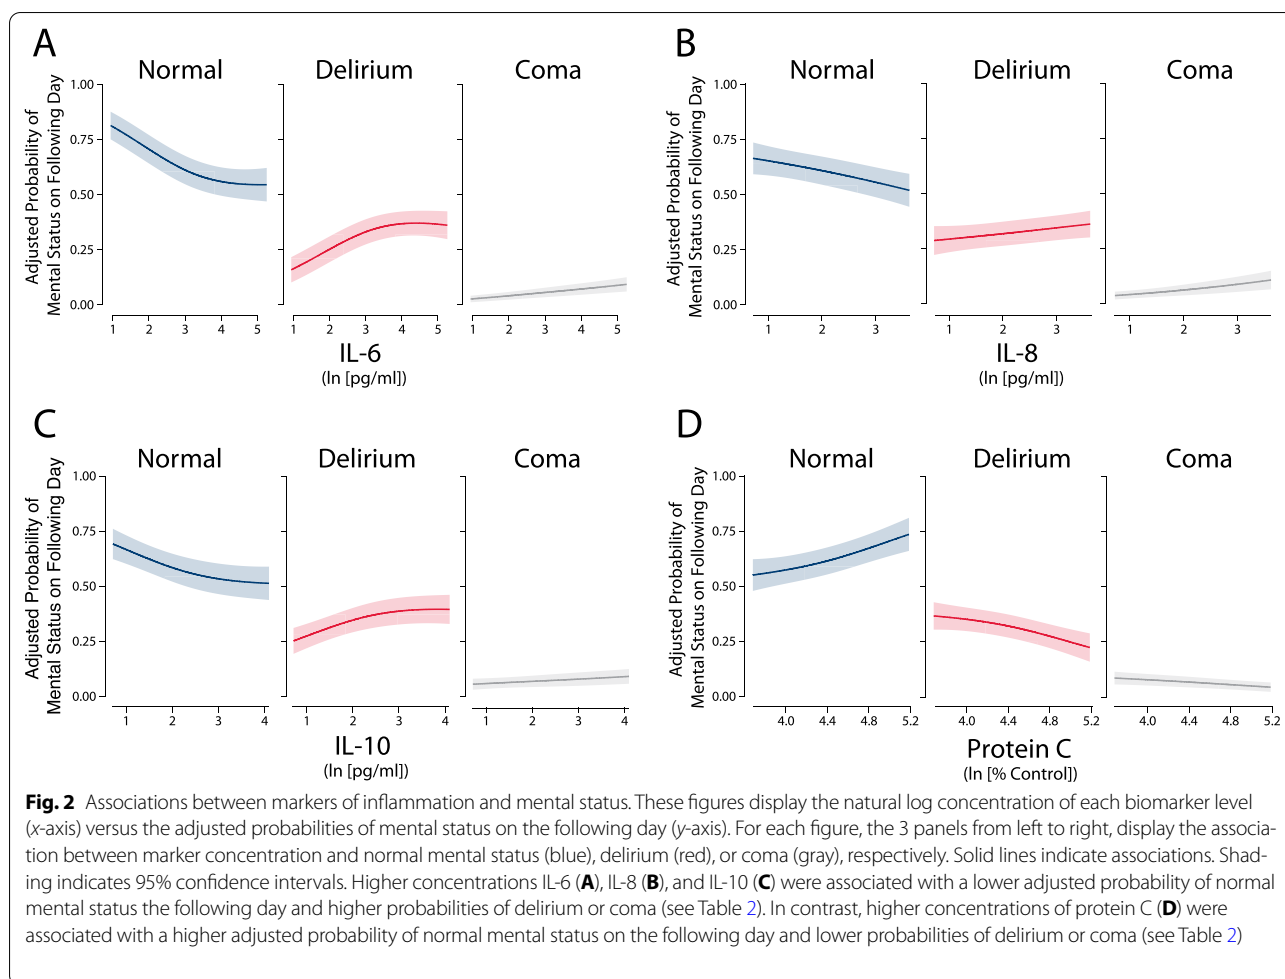 A
Normal
Delirium
Coma
Adjusted Probability of
Mental Status on Following Day
1.00
0.75
0.50
0.25
0.00
1 2 3 4 5
1 2 3 4 5
1 2 3 4 5
IL-6
(ln [pg/ml])
B
Normal
Delirium
Coma
Adjusted Probability of
Mental Status on Following Day
1.00
0.75
0.50
0.25
0.00
1 2 3
1 2 3
1 2 3
IL-8
(ln [pg/ml])
C
Normal
Delirium
Coma
Adjusted Probability of
Mental Status on Following Day
1.00
0.75
0.50
0.25
0.00
1 2 3 4
1 2 3 4
1 2 3 4
IL-10
(ln [pg/ml])
D
Normal
Delirium
Coma
Adjusted Probability of
Mental Status on Following Day
1.00
0.75
0.50
0.25
0.00
4.0 4.4 4.8 5.2
4.0 4.4 4.8 5.2
4.0 4.4 4.8 5.2
Protein C
(ln [% Control])
Fig. 2 Associations between markers of inflammation and mental status. These figures display the natural log concentration of each biomarker level
(x-axis) versus the adjusted probabilities of mental status on the following day (y-axis). For each figure, the 3 panels from left to right, display the associa-
tion between marker concentration and normal mental status (blue), delirium (red), or coma (gray), respectively. Solid lines indicate associations. Shad-
ing indicates 95% confidence intervals. Higher concentrations IL-6 (A), IL-8 (B), and IL-10 (C) were associated with a lower adjusted probability of normal
mental status the following day and higher probabilities of delirium or coma (see Table 2). In contrast, higher concentrations of protein C (D) were
associated with a higher adjusted probability of normal mental status on the following day and lower probabilities of delirium or coma (see Table 2)